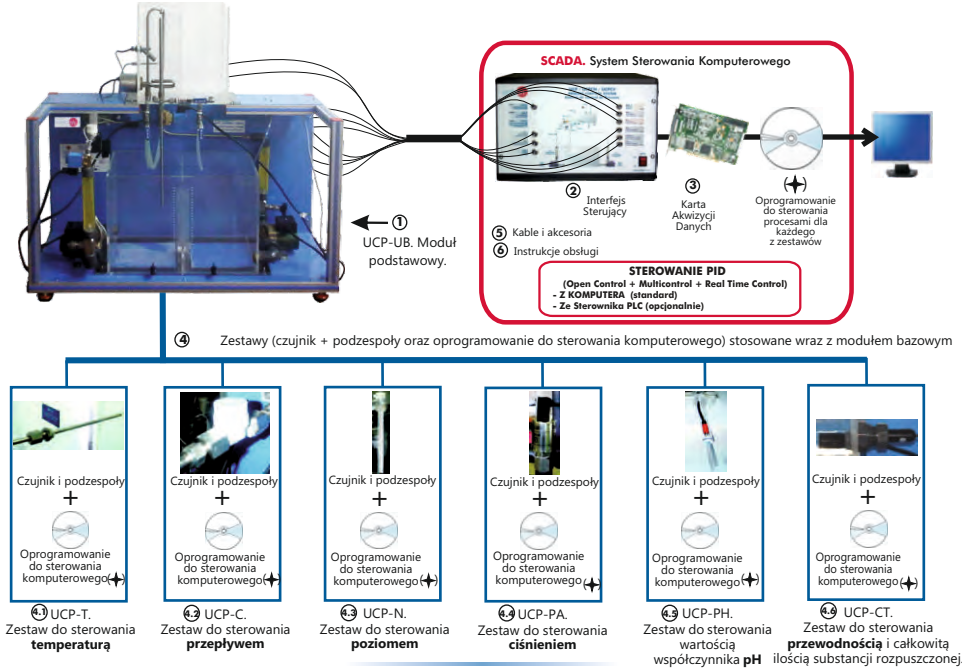 SCADA. System Sterowania Komputerowego
① UCP-UB. Moduł
podstawowy.
② Interfejs
Sterujący
③ Karta
Akwizycji
Danych
Oprogramowanie
do sterowania
procesami dla
każdego
z zestawów
⑤ Kable i akcesoria
⑥ Instrukcje obsługi
STEROWANIE PID
(Open Control + Multicontrol + Real Time Control)
- Z KOMPUTERA (standard)
- Ze Sterownika PLC (opcjonalnie)
④ Zestawy (czujnik + podzespoły oraz oprogramowanie do sterowania komputerowego) stosowane wraz z modułem bazowym
Czujnik i podzespoły
+
Oprogramowanie
do sterowania
komputerowego
4.1 UCP-T.
Zestaw do sterowania
temperaturą
Czujnik i podzespoły
+
Oprogramowanie
do sterowania
komputerowego
4.2 UCP-C.
Zestaw do sterowania
przepływem
Czujnik i podzespoły
+
Oprogramowanie
do sterowania
komputerowego
4.3 UCP-N.
Zestaw do sterowania
poziomem
Czujnik i podzespoły
+
Oprogramowanie
do sterowania
komputerowego
4.4 UCP-PA.
Zestaw do sterowania
ciśnieniem
Czujnik i podzespoły
+
Oprogramowanie
do sterowania
komputerowego
4.5 UCP-PH.
Zestaw do sterowania
wartością
współczynnika pH
Czujnik i podzespoły
+
Oprogramowanie
do sterowania
komputerowego
4.6 UCP-CT.
Zestaw do sterowania
przewodnością i całkowitą
ilością substancji rozpuszczonej.